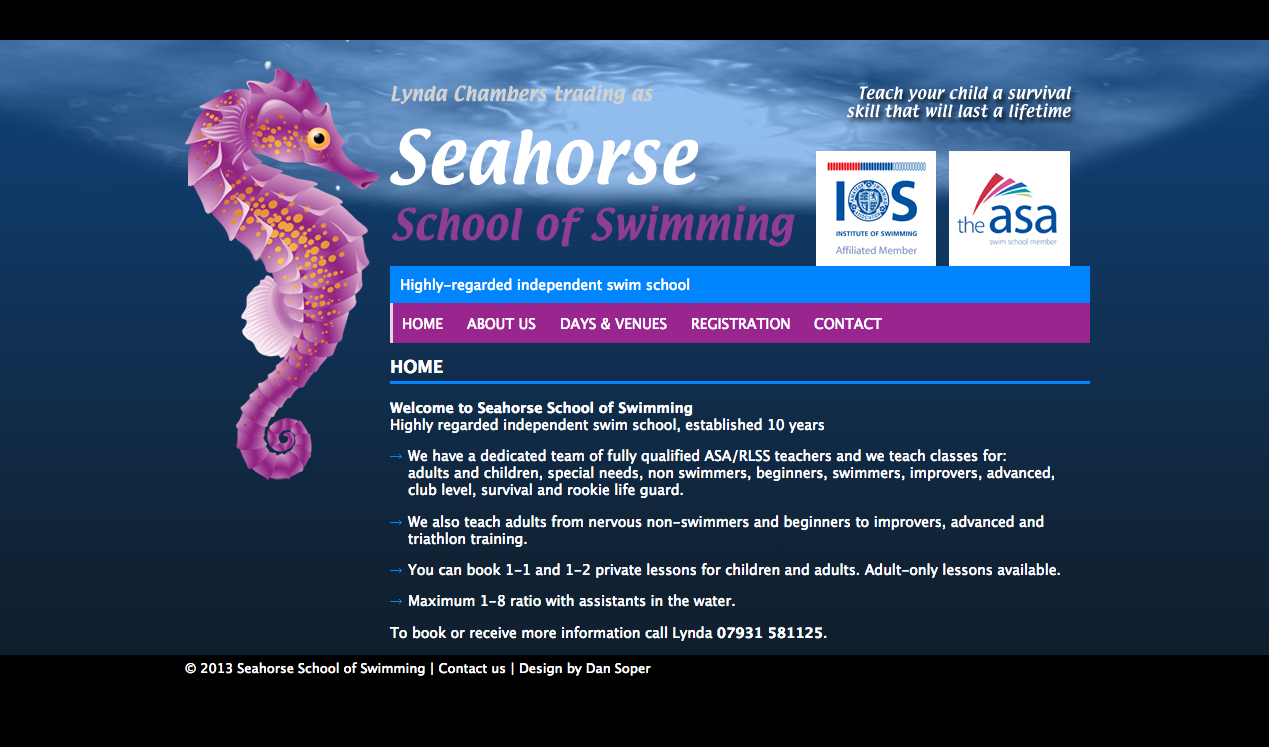 Lynda Chambers trading as
Seahorse
School of Swimming
Teach your child a survival
skill that will last a lifetime
IOS
INSTITUTE OF SWIMMING
Affiliated Member
the asa
swim school member
Highly-regarded independent swim school
HOME ABOUT US DAYS & VENUES REGISTRATION CONTACT
HOME
Welcome to Seahorse School of Swimming
Highly regarded independent swim school, established 10 years
→ We have a dedicated team of fully qualified ASA/RLSS teachers and we teach classes for:
adults and children, special needs, non swimmers, beginners, swimmers, improvers, advanced,
club level, survival and rookie life guard.
→ We also teach adults from nervous non-swimmers and beginners to improvers, advanced and
triathlon training.
→ You can book 1-1 and 1-2 private lessons for children and adults. Adult-only lessons available.
→ Maximum 1-8 ratio with assistants in the water.
To book or receive more information call Lynda 07931 581125.
© 2013 Seahorse School of Swimming | Contact us | Design by Dan Soper